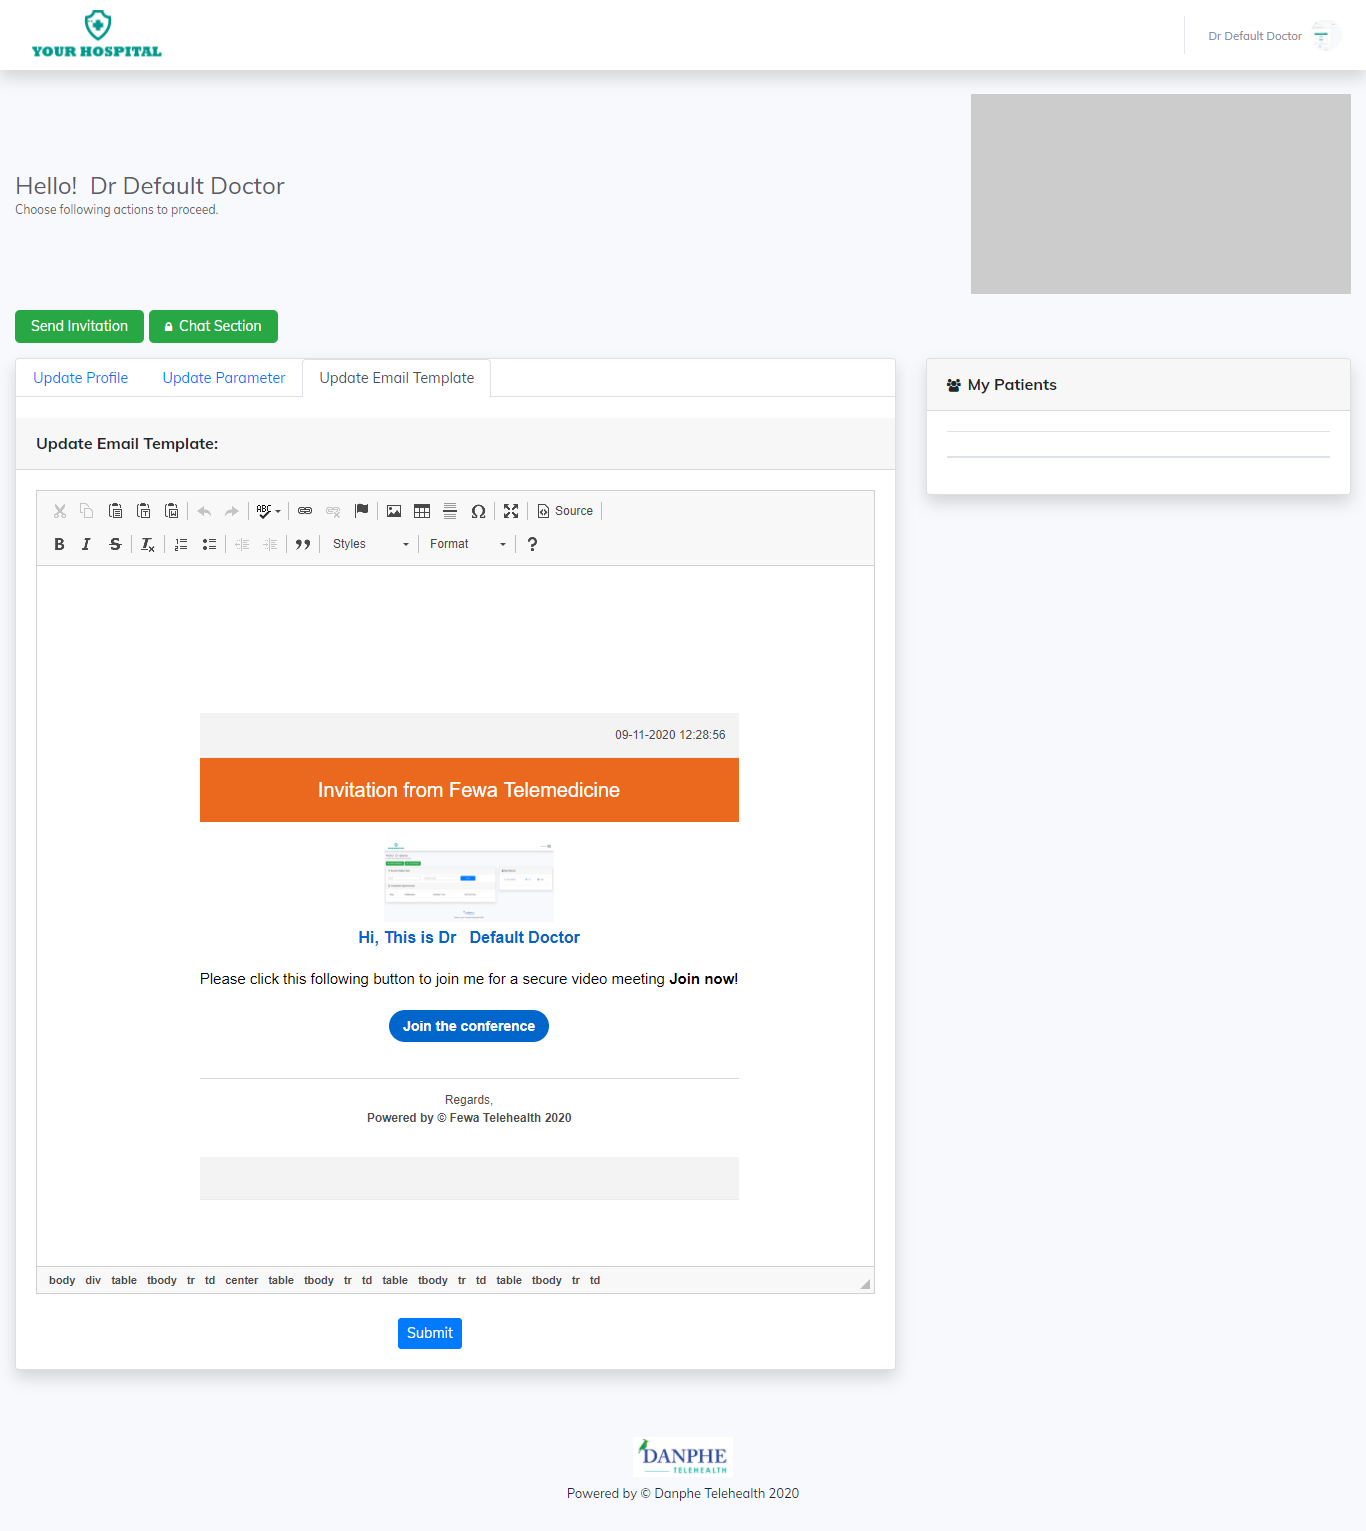 YOUR HOSPITAL
Dr Default Doctor
Hello!  Dr Default Doctor
Choose following actions to proceed.
Send Invitation
Chat Section
Update Profile
Update Parameter
Update Email Template
My Patients
Update Email Template:
ABC
Source
B I S Tx
Styles
Format
?
09-11-2020 12:28:56
Invitation from Fewa Telemedicine
Hi, This is Dr   Default Doctor
Please click this following button to join me for a secure video meeting Join now!
Join the conference
Regards,
Powered by © Fewa Telehealth 2020
body div table tbody tr td center table tbody tr td table tbody tr td table tbody tr td
Submit
DANPHE
TELEHEALTH
Powered by © Danphe Telehealth 2020